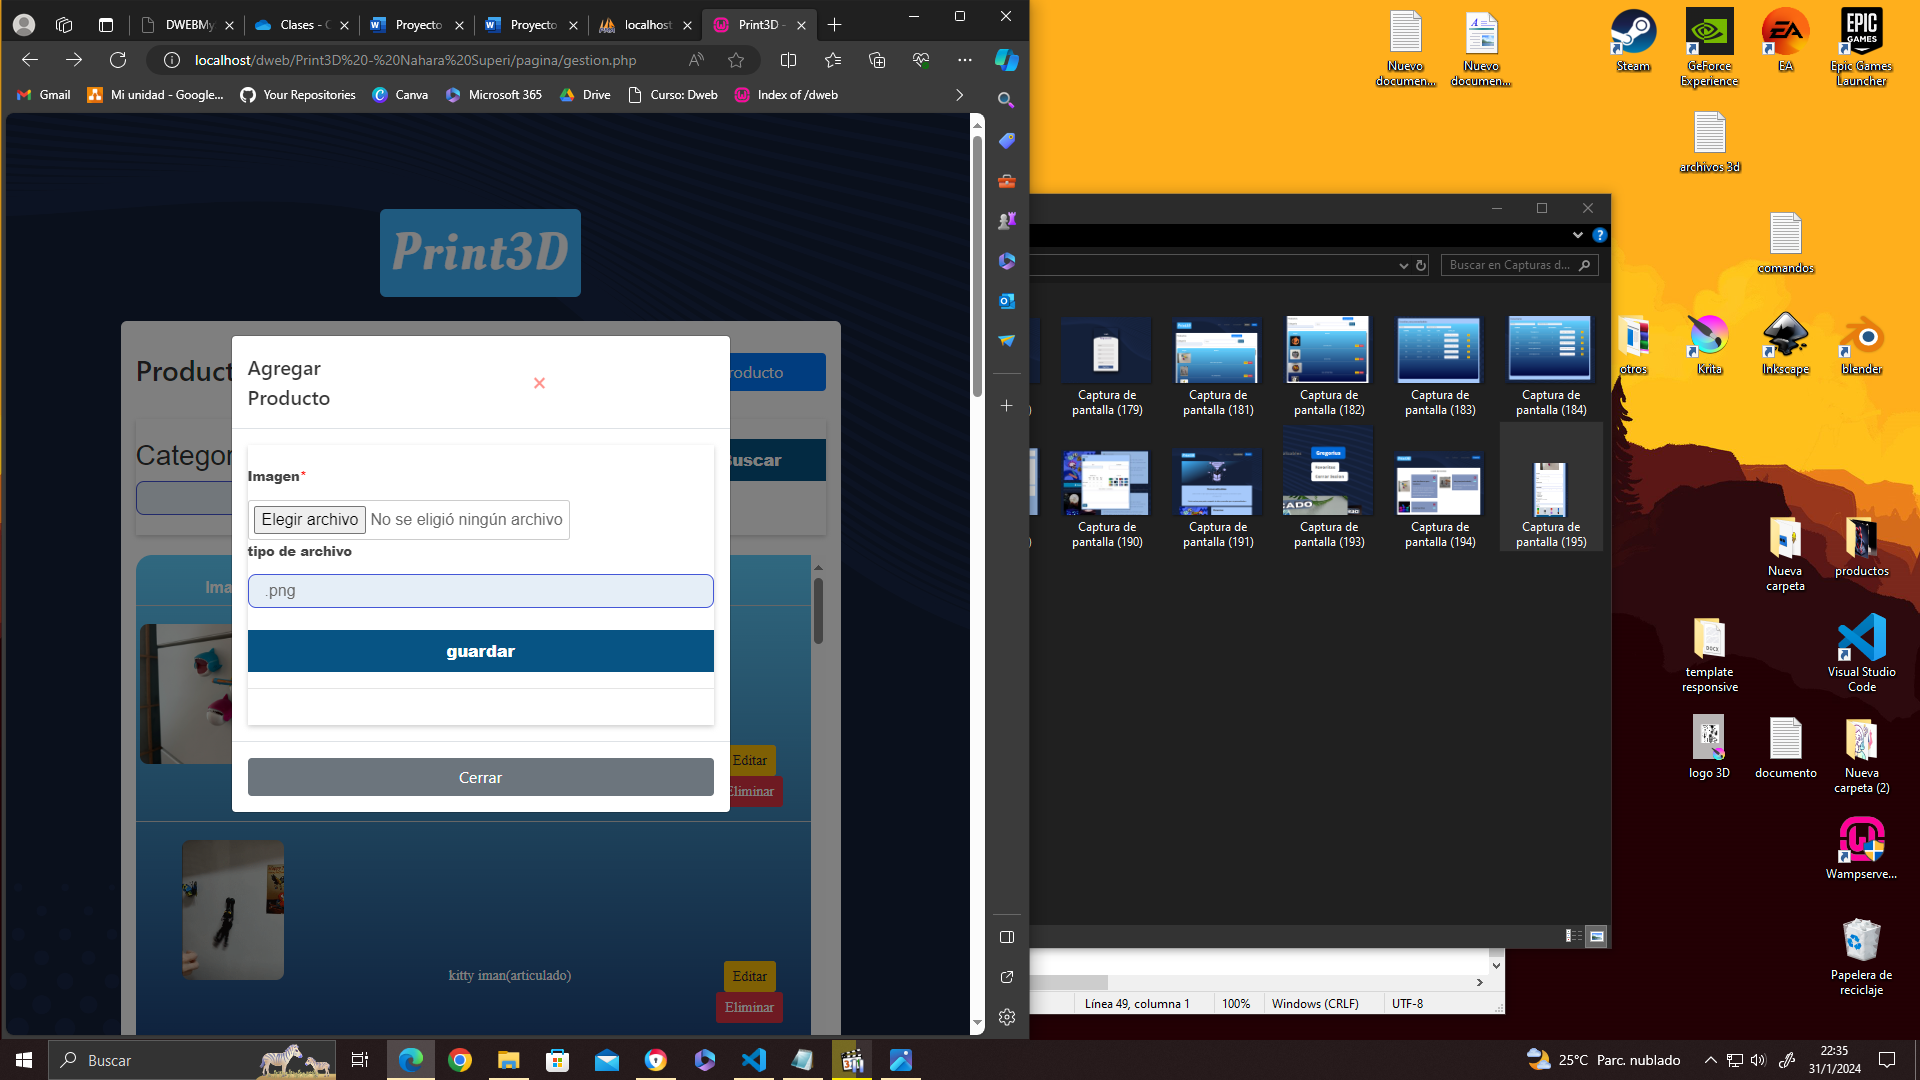 DWEBMy
Clases - C
Proyecto
Proyecto
localhost
Print3D -
localhost/dweb/Print3D%20-%20Nahara%20Superi/pagina/gestion.php
Gmail
Mi unidad - Google...
Your Repositories
Canva
Microsoft 365
Drive
Curso: Dweb
Index of /dweb
Print3D
Product
roducto
Agregar
Producto
Categor
Buscar
Imagen*
Elegir archivo No se eligió ningún archivo
tipo de archivo
.png
Ima
guardar
Editar
Eliminar
Cerrar
kitty iman(articulado)
Editar
Eliminar
Buscar en Capturas d...
Captura de
pantalla (179)
Captura de
pantalla (181)
Captura de
pantalla (182)
Captura de
pantalla (183)
Captura de
pantalla (184)
Captura de
pantalla (190)
Captura de
pantalla (191)
Captura de
pantalla (193)
Captura de
pantalla (194)
Captura de
pantalla (195)
Línea 49, columna 1
100%
Windows (CRLF)
UTF-8
Nuevo
documen...
Nuevo
documen...
Steam
GeForce
Experience
EA
EPIC
GAMES
Epic Games
Launcher
archivos 3d
comandos
otros
Krita
Inkscape
blender
Nueva
carpeta
productos
template
responsive
Visual Studio
Code
logo 3D
documento
Nueva
carpeta (2)
Wampserve...
Papelera de
reciclaje
Buscar
25°C Parc. nublado
22:35
31/1/2024